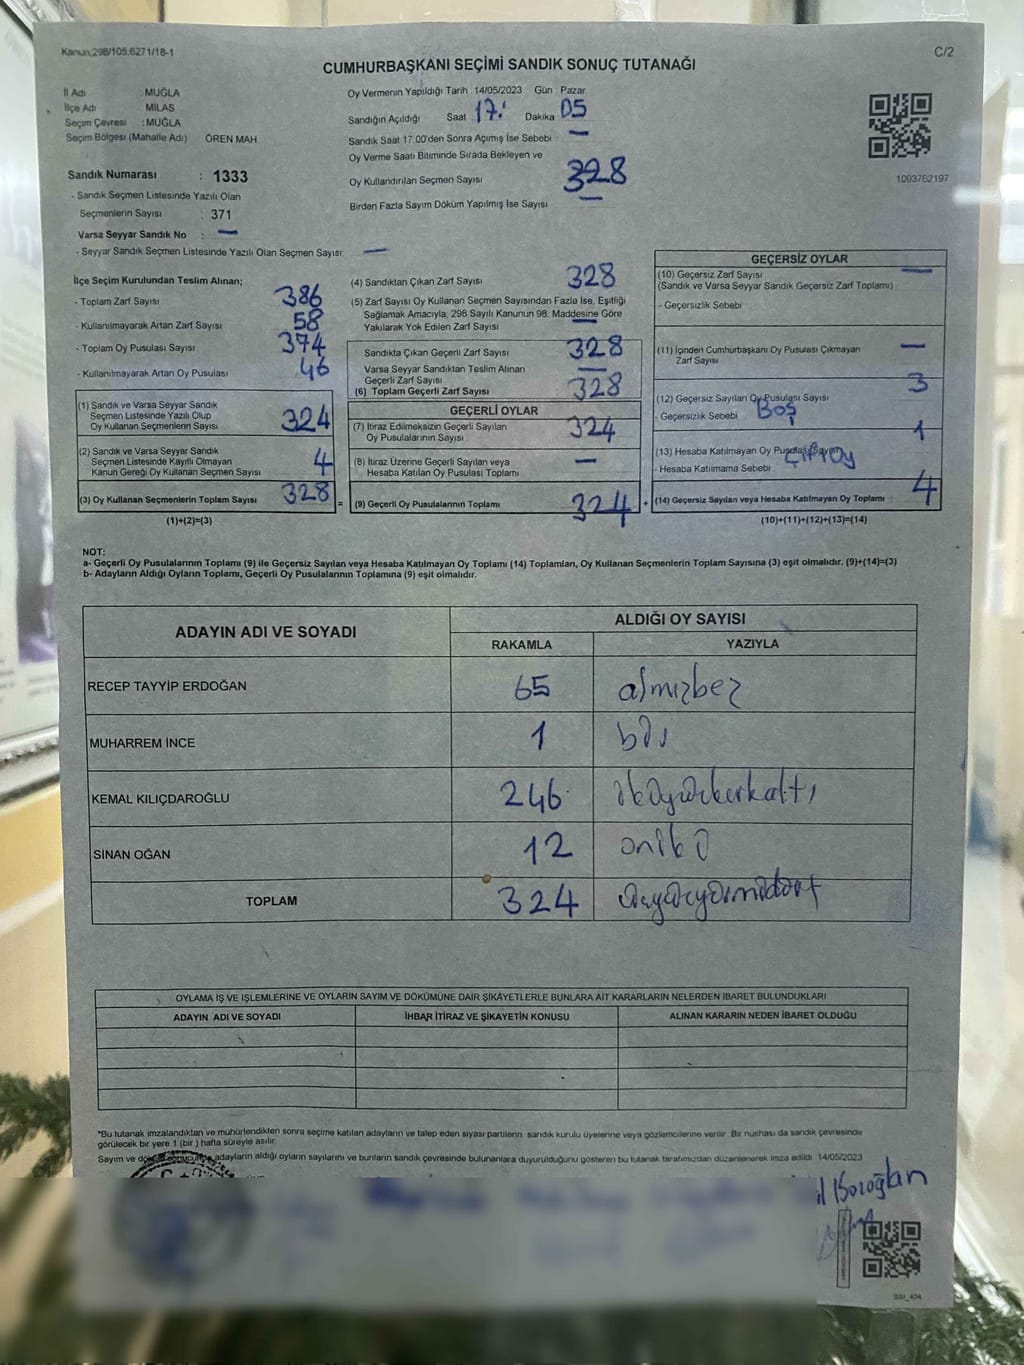 Kanun:298/105,6271/18-1
C/2
CUMHURBAŞKANI SEÇİMİ SANDIK SONUÇ TUTANAĞI
İl Adı : MUĞLA
İlçe Adı : MİLAS
Seçim Çevresi : MUĞLA
Seçim Bölgesi (Mahalle Adı) ÖREN MAH
Sandık Numarası : 1333
- Sandık Seçmen Listesinde Yazılı Olan
Seçmenlerin Sayısı : 371
Varsa Seyyar Sandık No : —
- Seyyar Sandık Seçmen Listesinde Yazılı Olan Seçmen Sayısı: —
Oy Vermenin Yapıldığı Tarih 14/05/2023 Gün Pazar
Sandığın Açıldığı Saat 17: Dakika 05
Sandık Saat 17:00'den Sonra Açımış İse Sebebi —
Oy Verme Saati Bitiminde Sırada Bekleyen ve
Oy Kullandırılan Seçmen Sayısı 328
Birden Fazla Sayım Döküm Yapılmış İse Sayısı —
1093762197
İlçe Seçim Kurulundan Teslim Alınan;
- Toplam Zarf Sayısı 386
- Kullanılmayarak Artan Zarf Sayısı 58
- Toplam Oy Pusulası Sayısı 374
- Kullanılmayarak Artan Oy Pusulası 46
(1) Sandık ve Varsa Seyyar Sandık
Seçmen Listesinde Yazılı Olup
Oy Kullanan Seçmenlerin Sayısı 324
(2) Sandık ve Varsa Seyyar Sandık
Seçmen Listesinde Kayıtlı Olmayan
Kanun Gereği Oy Kullanan Seçmen Sayısı 4
(3) Oy Kullanan Seçmenlerin Toplam Sayısı 328 =
(1)+(2)=(3)
(4) Sandıktan Çıkan Zarf Sayısı 328
(5) Zarf Sayısı Oy Kullanan Seçmen Sayısından Fazla İse, Eşitliği
Sağlamak Amacıyla, 298 Sayılı Kanunun 98. Maddesine Göre
Yakılarak Yok Edilen Zarf Sayısı —
Sandıkta Çıkan Geçerli Zarf Sayısı 328
Varsa Seyyar Sandıktan Teslim Alınan
Geçerli Zarf Sayısı —
(6) Toplam Geçerli Zarf Sayısı 328
GEÇERLİ OYLAR
(7) İtiraz Edilmeksizin Geçerli Sayılan
Oy Pusulalarının Sayısı 324
(8) İtiraz Üzerine Geçerli Sayılan veya
Hesaba Katılan Oy Pusulası Toplamı —
(9) Geçerli Oy Pusulalarının Toplamı 324 +
GEÇERSİZ OYLAR
(10) Geçersiz Zarf Sayısı —
(Sandık ve Varsa Seyyar Sandık Geçersiz Zarf Toplamı)
- Geçersizlik Sebebi
(11) İçinden Cumhurbaşkanı Oy Pusulası Çıkmayan —
Zarf Sayısı
(12) Geçersiz Sayılan Oy Pusulası Sayısı 3
- Geçersizlik Sebebi Boş
(13) Hesaba Katılmayan Oy Pusulası Sayısı 1
- Hesaba Katılmama Sebebi Çift Oy
(14) Geçersiz Sayılan veya Hesaba Katılmayan Oy Toplamı : 4
(10)+(11)+(12)+(13)=(14)
NOT:
a- Geçerli Oy Pusulalarının Toplamı (9) ile Geçersiz Sayılan veya Hesaba Katılmayan Oy Toplamı (14) Toplamları, Oy Kullanan Seçmenlerin Toplam Sayısına (3) eşit olmalıdır. (9)+(14)=(3)
b- Adayların Aldığı Oyların Toplamı, Geçerli Oy Pusulalarının Toplamına (9) eşit olmalıdır.
ADAYIN ADI VE SOYADI
ALDIĞI OY SAYISI
RAKAMLA YAZIYLA
RECEP TAYYİP ERDOĞAN 65 altmışbeş
MUHARREM İNCE 1 bir
KEMAL KILIÇDAROĞLU 246 ikiyüzkırkaltı
SİNAN OĞAN 12 oniki
TOPLAM 324 üçyüzyirmidört
OYLAMA İŞ VE İŞLEMLERİNE VE OYLARIN SAYIM VE DÖKÜMÜNE DAİR ŞİKAYETLERLE BUNLARA AİT KARARLARIN NELERDEN İBARET BULUNDUKLARI
ADAYIN ADI VE SOYADI İHBAR İTİRAZ VE ŞİKAYETİN KONUSU ALINAN KARARIN NEDEN İBARET OLDUĞU
*Bu tutanak imzalandıktan ve mühürlendikten sonra seçime katılan adayların ve talep eden siyasi partilerin sandık kurulu üyelerine veya gözlemcilerine verilir. Bir nüshası da sandık çevresinde
görülecek bir yere 1 (bir) hafta süreyle asılır.
Sayım ve döküm sonucu adayların aldığı oyların sayılarını ve bunların sandık çevresinde bulunanlara duyurulduğunu gösteren bu tutanak tarafımızdan düzenlenerek imza edildi 14/05/2023